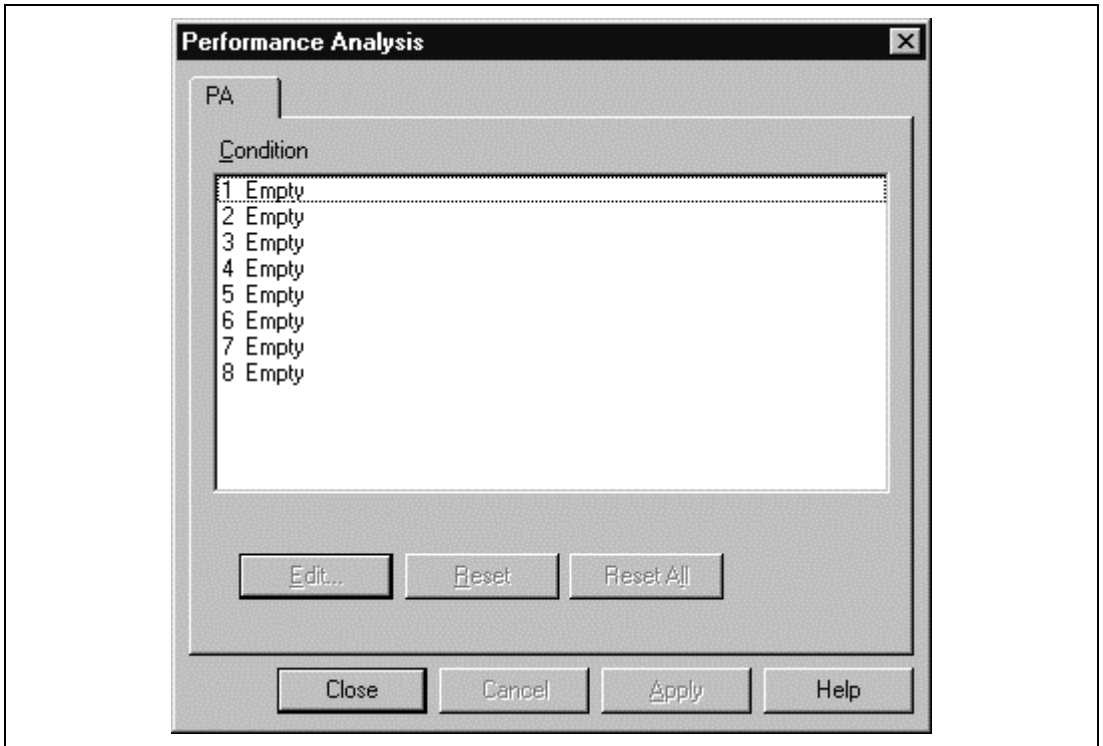 Performance Analysis
PA
Condition
1 Empty
2 Empty
3 Empty
4 Empty
5 Empty
6 Empty
7 Empty
8 Empty
Edit... Reset Reset All
Close Cancel Apply Help